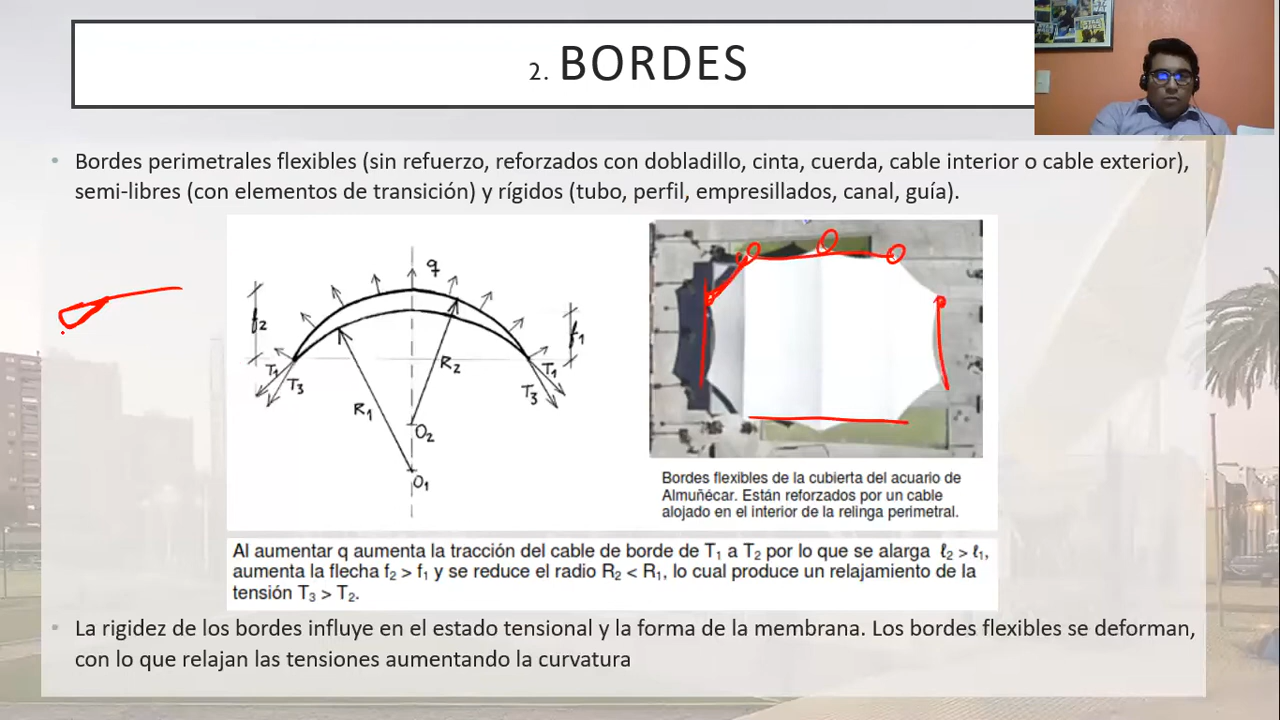 2. BORDES
Bordes perimetrales flexibles (sin refuerzo, reforzados con dobladillo, cinta, cuerda, cable interior o cable exterior),
semi-libres (con elementos de transición) y rígidos (tubo, perfil, empresillados, canal, guía).
q
f₂
f₁
T₁
T₃
R₂
T₁
T₃
R₁
O₂
O₁
Bordes flexibles de la cubierta del acuario de
Almuñécar. Están reforzados por un cable
alojado en el interior de la relinga perimetral.
Al aumentar q aumenta la tracción del cable de borde de T₁ a T₂ por lo que se alarga ℓ₂ > ℓ₁,
aumenta la flecha f₂ > f₁ y se reduce el radio R₂ < R₁, lo cual produce un relajamiento de la
tensión T₃ > T₂.
La rigidez de los bordes influye en el estado tensional y la forma de la membrana. Los bordes flexibles se deforman,
con lo que relajan las tensiones aumentando la curvatura